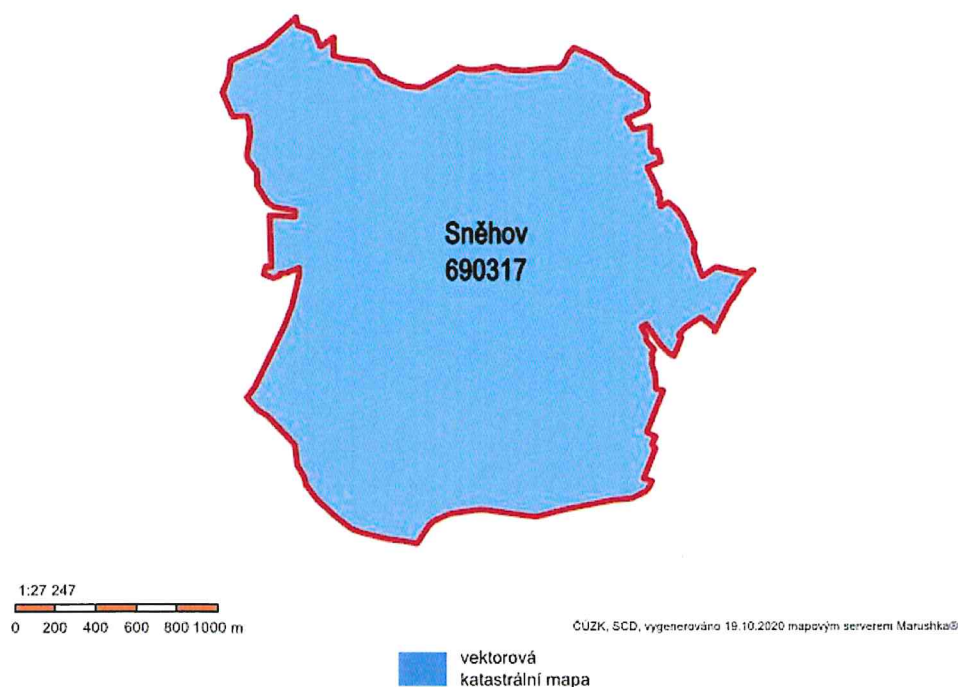 Sněhov
690317
1:27 247
0 200 400 600 800 1000 m
ČÚZK, SCD, vygenerováno 19.10.2020 mapovým serverem Marushka®
vektorová
katastrální mapa